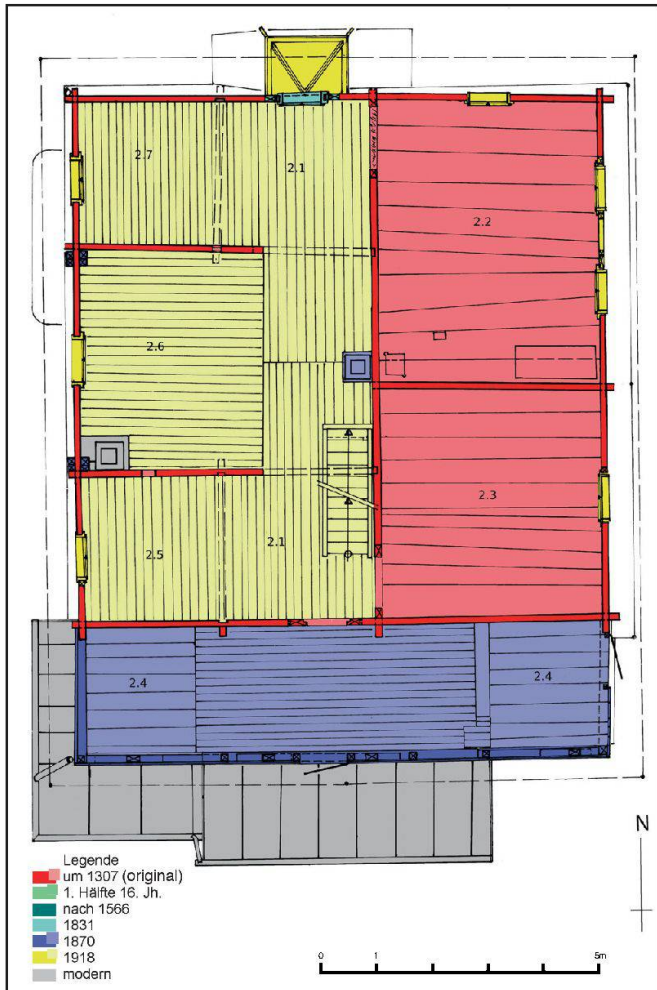 2.7
2.1
2.2
2.6
2.3
2.5
2.1
2.4
2.4
N
Legende
um 1307 (original)
1. Hälfte 16. Jh.
nach 1566
1831
1870
1918
modern
0 1 5m